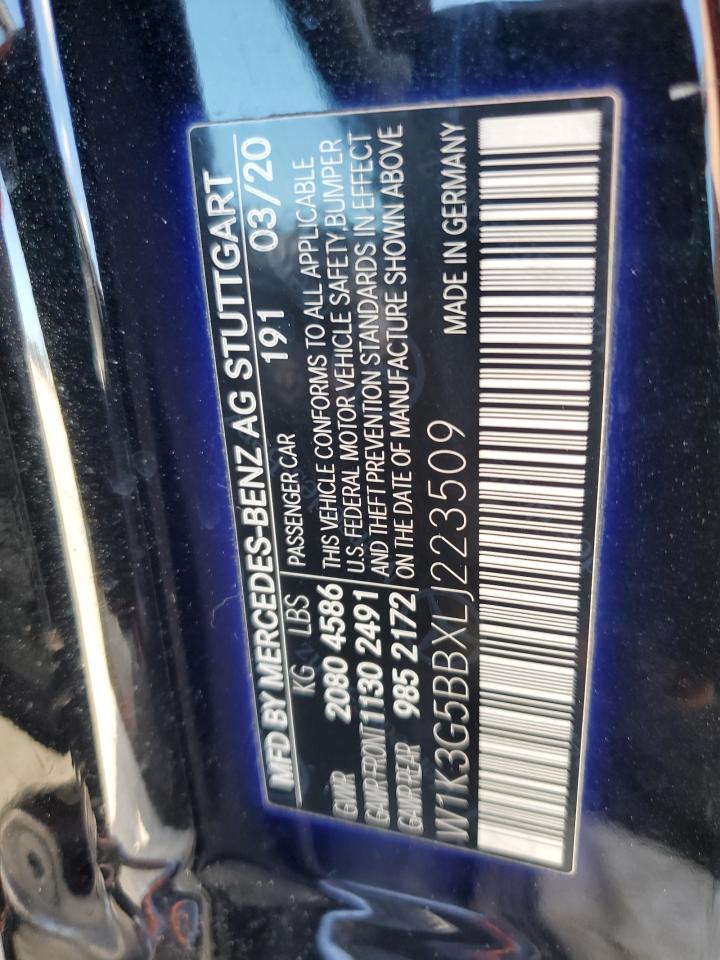 MFD BY MERCEDES-BENZ AG STUTTGART
191 03/20
KG LBS PASSENGER CAR
GVWR 2080 4586
GAWR FRONT 1130 2491
GAWR REAR 985 2172
THIS VEHICLE CONFORMS TO ALL APPLICABLE
U.S. FEDERAL MOTOR VEHICLE SAFETY, BUMPER
AND THEFT PREVENTION STANDARDS IN EFFECT
ON THE DATE OF MANUFACTURE SHOWN ABOVE
W1K3G5BBXLJ223509 MADE IN GERMANY